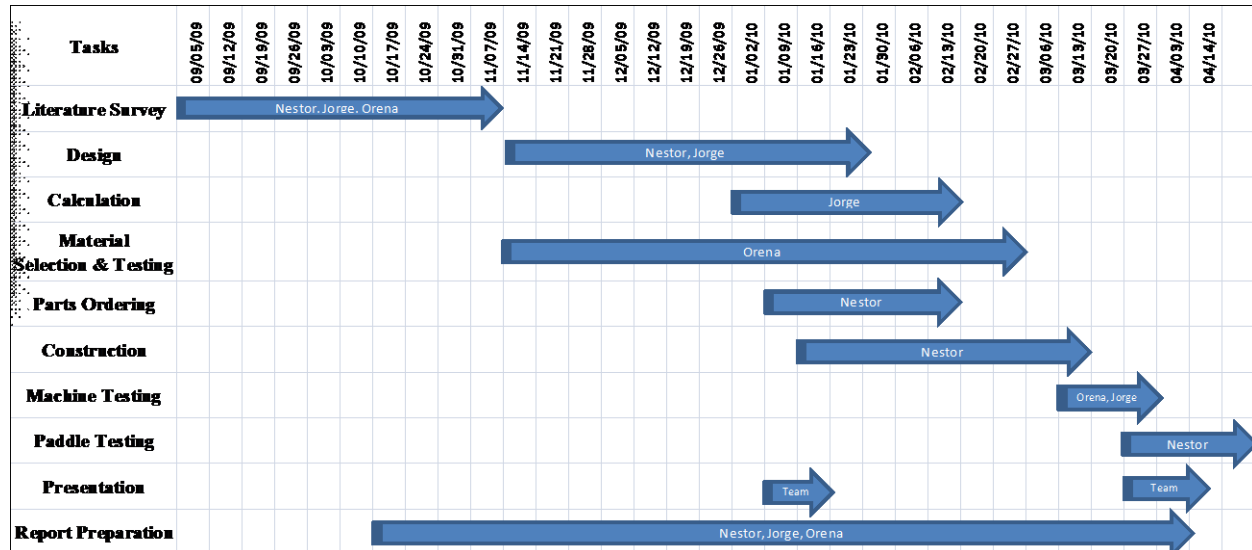 Tasks
09/05/09
09/12/09
09/19/09
09/26/09
10/03/09
10/10/09
10/17/09
10/24/09
10/31/09
11/07/09
11/14/09
11/21/09
11/28/09
12/05/09
12/12/09
12/19/09
12/26/09
01/02/10
01/09/10
01/16/10
01/23/10
01/30/10
02/06/10
02/13/10
02/20/10
02/27/10
03/06/10
03/13/10
03/20/10
03/27/10
04/03/10
04/14/10
Literature Survey
Nestor. Jorge. Orena
Design
Nestor, Jorge
Calculation
Jorge
Material
Selection & Testing
Orena
Parts Ordering
Nestor
Construction
Nestor
Machine Testing
Orena, Jorge
Paddle Testing
Nestor
Presentation
Team
Team
Report Preparation
Nestor, Jorge, Orena